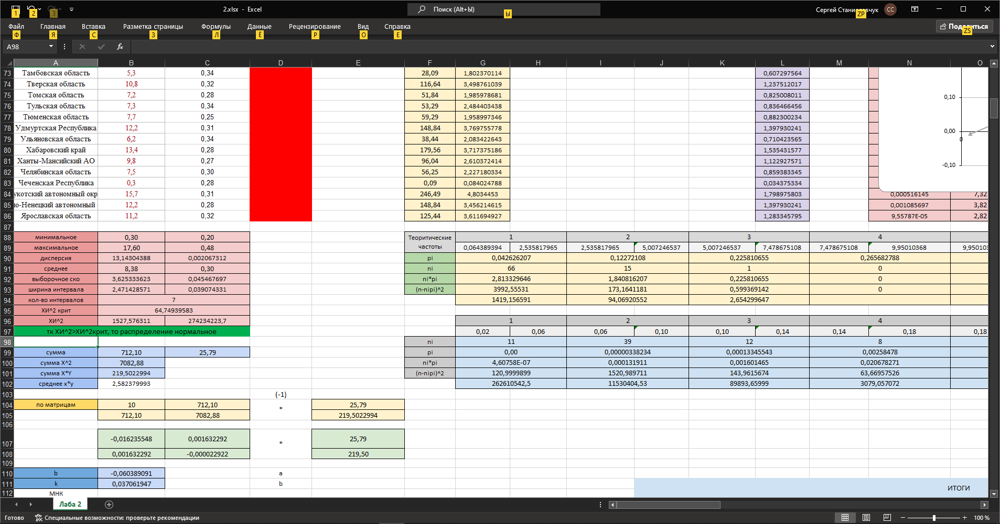 1 2 3 2.xlsx - Excel Поиск (Alt+Ы) Ы Сергей Станиславчук ZP СС
Файл Главная Вставка Разметка страницы Формулы Данные Рецензирование Вид Справка Поделиться
Ф Я С З Л Ё Р О Е ZS
A98 fx
A B C D E F G H I J K L M N O
73 Тамбовская область 5,3 0,34 28,09 1,802370114 0,607297564
74 Тверская область 10,8 0,32 116,64 3,498761039 1,237512017
75 Томская область 7,2 0,28 51,84 1,985978681 0,825008011 0,10
76 Тульская область 7,3 0,34 53,29 2,484403438 0,836466456
77 Тюменская область 7,7 0,25 59,29 1,958997346 0,882300234
78 Удмуртская Республика 12,2 0,31 148,84 3,769755778 1,397930241 0,00
79 Ульяновская область 6,2 0,34 38,44 2,083422643 0,710423565 0
80 Хабаровский край 13,4 0,28 179,56 3,717375186 1,535431577
81 Ханты-Мансийский АО 9,8 0,27 96,04 2,610372414 1,122927571 -0,10
82 Челябинская область 7,5 0,30 56,25 2,227180334 0,859383345
83 Чеченская Республика 0,3 0,28 0,09 0,084024788 0,034375334
84 укотский автономный окр 15,7 0,31 246,49 4,8034453 1,798975803 0,000516145 7,32
85 ло-Ненецкий автономный 12,2 0,28 148,84 3,456214615 1,397930241 0,001085697 3,82
86 Ярославская область 11,2 0,32 125,44 3,611694927 1,283345795 9,55787E-05 2,82
87
88 минимальное 0,30 0,20 Теоритические 1 2 3 4
89 максимальное 17,60 0,48 частоты 0,064389394 2,535817965 2,535817965 5,007246537 5,007246537 7,478675108 7,478675108 9,95010368 9,95010
90 дисперсия 13,14304388 0,002067312 pi 0,042626207 0,12272108 0,225810655 0,265682788
91 среднее 8,38 0,30 ni 66 15 1 0
92 выборочное ско 3,625333623 0,045467697 ni*pi 2,813329646 1,840816207 0,225810655 0
93 ширина интервала 2,471428571 0,039074331 (n-nipi)^2 3992,55531 173,1641181 0,599369142 0
94 кол-во интервалов 7 1419,156591 94,06920552 2,654299647
95 ХИ^2 крит 64,74939583
96 ХИ^2 1527,576311 274234223,7 1 2 3 4
97 тк ХИ^2>ХИ^2крит, то распределение нормальное 0,02 0,06 0,06 0,10 0,10 0,14 0,14 0,18 0,18
98 ni 11 39 12 8
99 сумма 712,10 25,79 pi 0,00 0,00000338234 0,00013345543 0,00258478
100 сумма X^2 7082,88 ni*pi 4,60758E-07 0,000131911 0,001601465 0,020678271
101 сумма X*Y 219,5022994 (n-nipi)^2 120,9999899 1520,989711 143,9615674 63,66957526
102 среднее x*y 2,582379993 262610542,5 11530404,53 89893,65999 3079,057072
103 (-1)
104 по матрицам 10 712,10 * 25,79
105 712,10 7082,88 219,5022994
106
107 -0,016235548 0,001632292 * 25,79
108 0,001632292 -0,000022922 219,50
109
110 b -0,060389091 a
111 k 0,037061947 b
112 МНК ИТОГИ
Лаба 2
Готово Специальные возможности: проверьте рекомендации 100 %